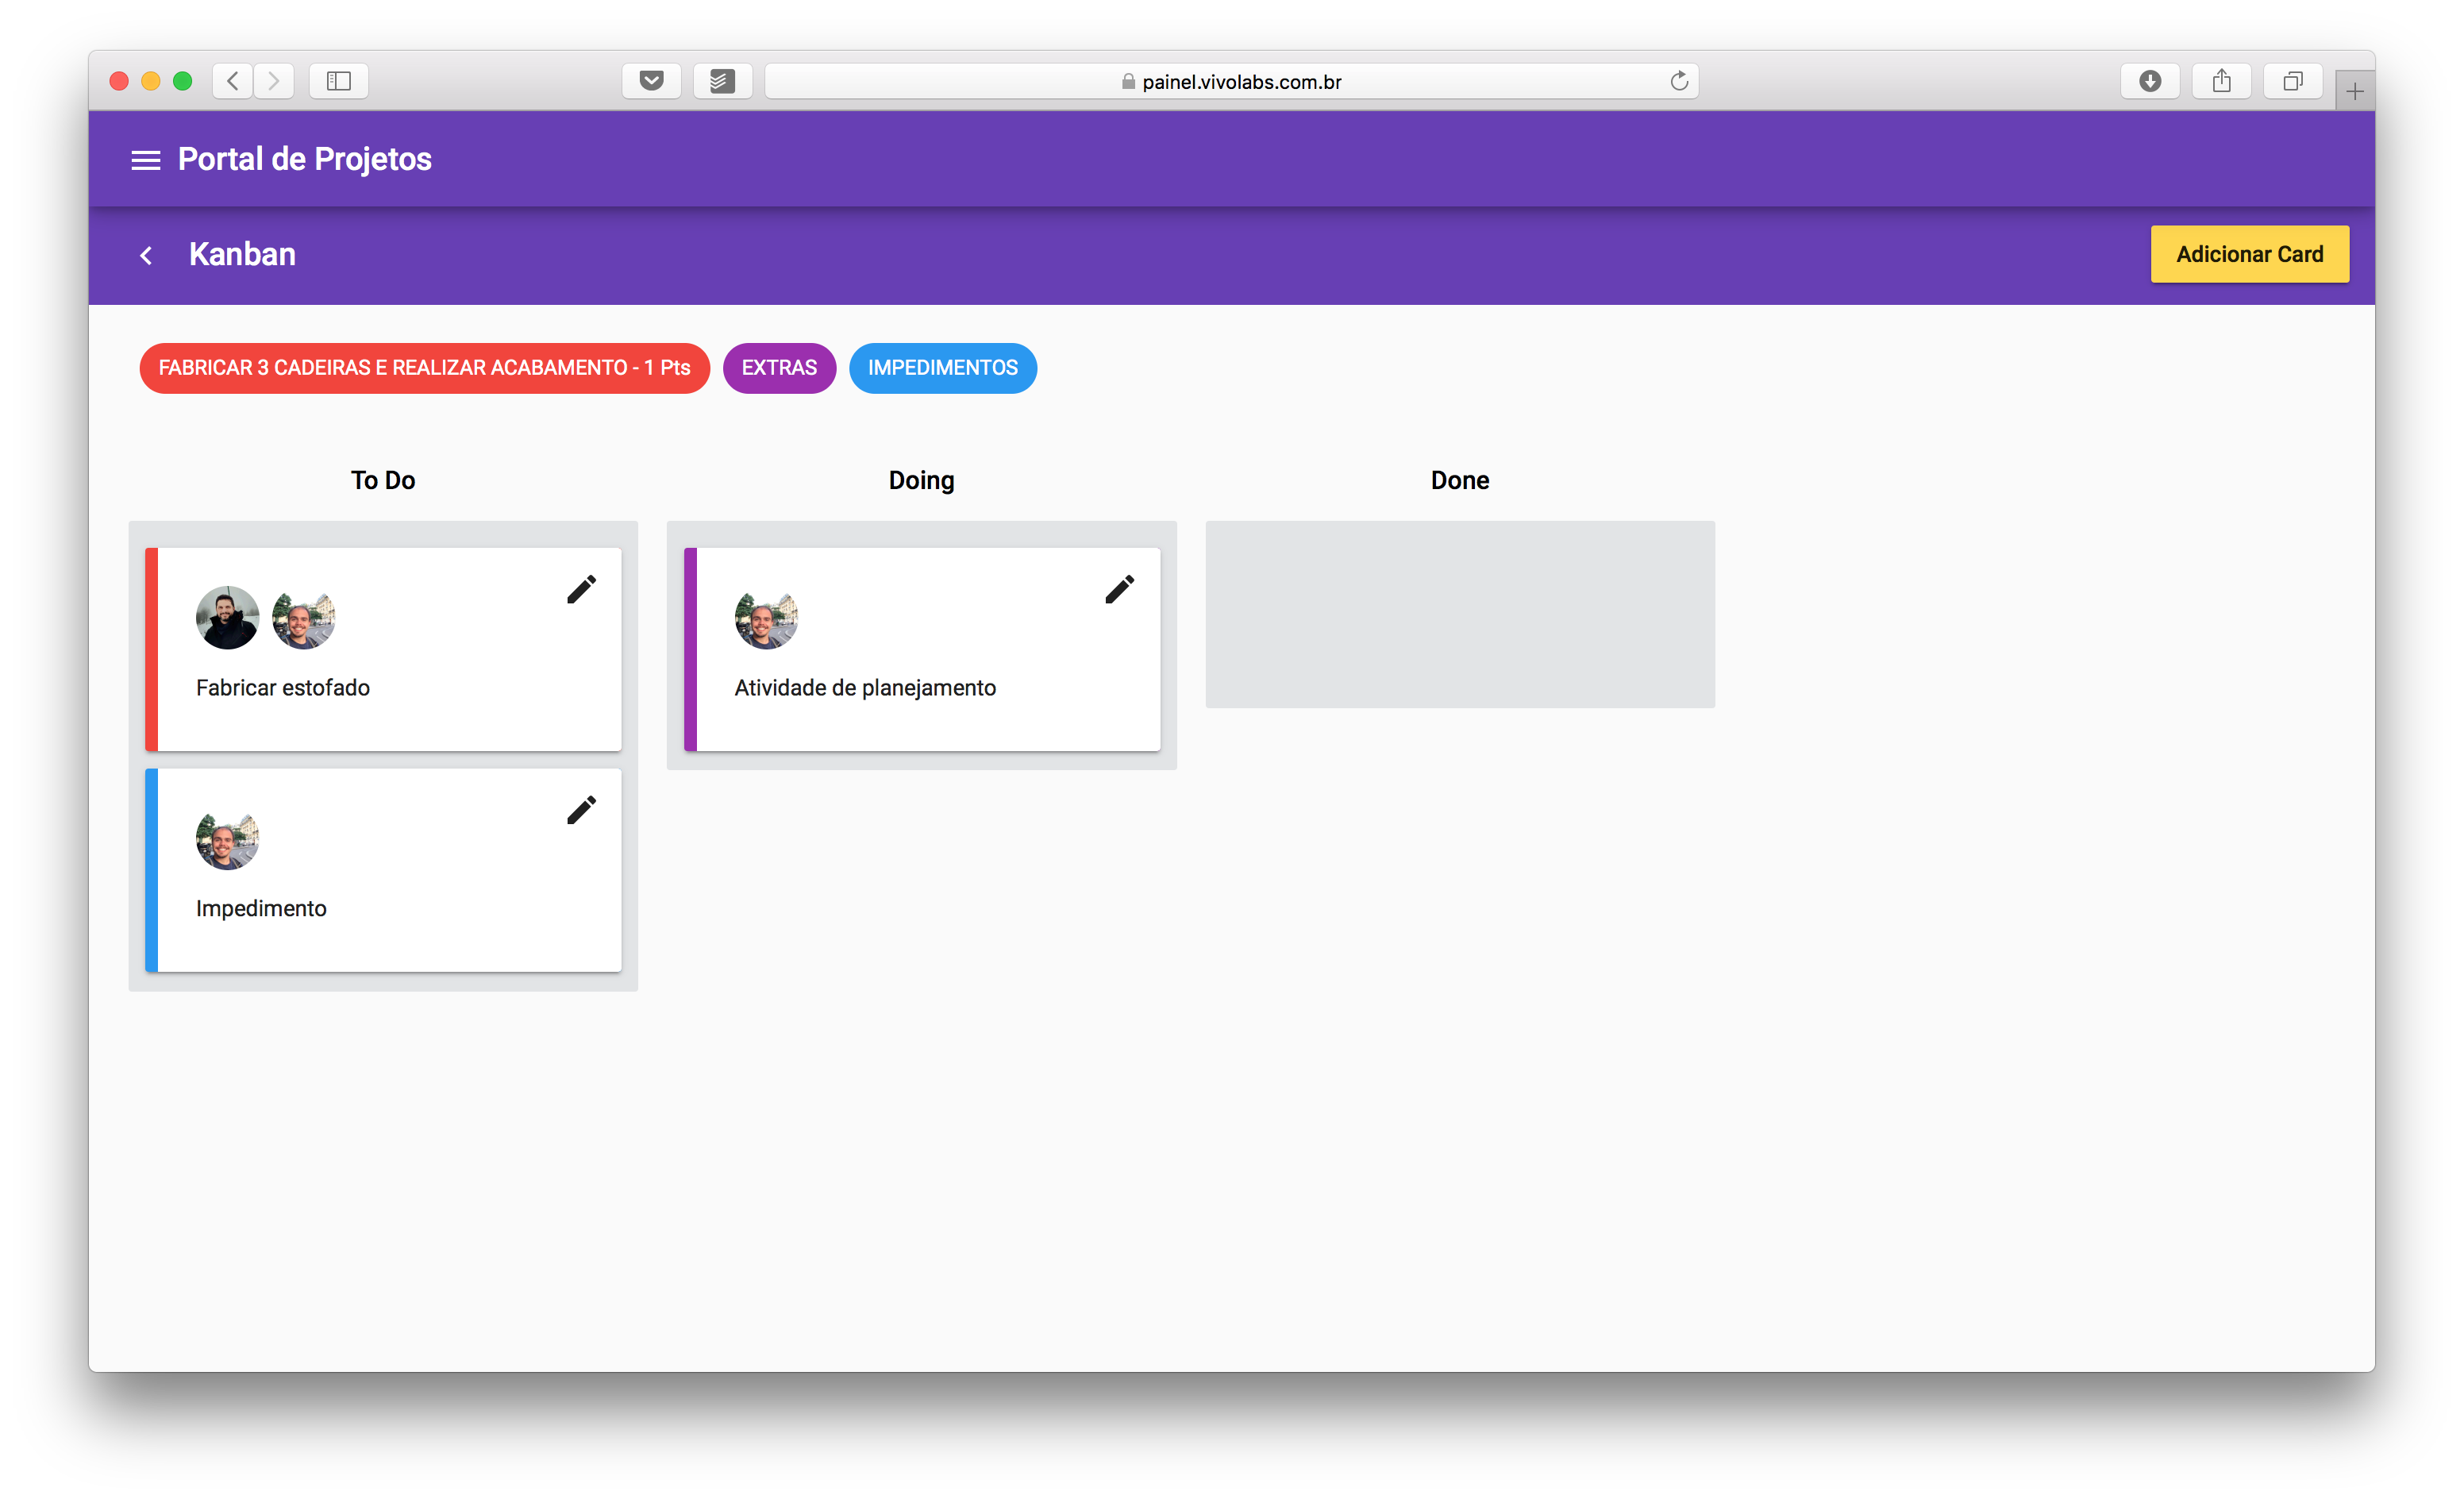 painel.vivolabs.com.br
Portal de Projetos
Kanban
Adicionar Card
FABRICAR 3 CADEIRAS E REALIZAR ACABAMENTO - 1 Pts
EXTRAS
IMPEDIMENTOS
To Do
Doing
Done
Fabricar estofado
Atividade de planejamento
Impedimento